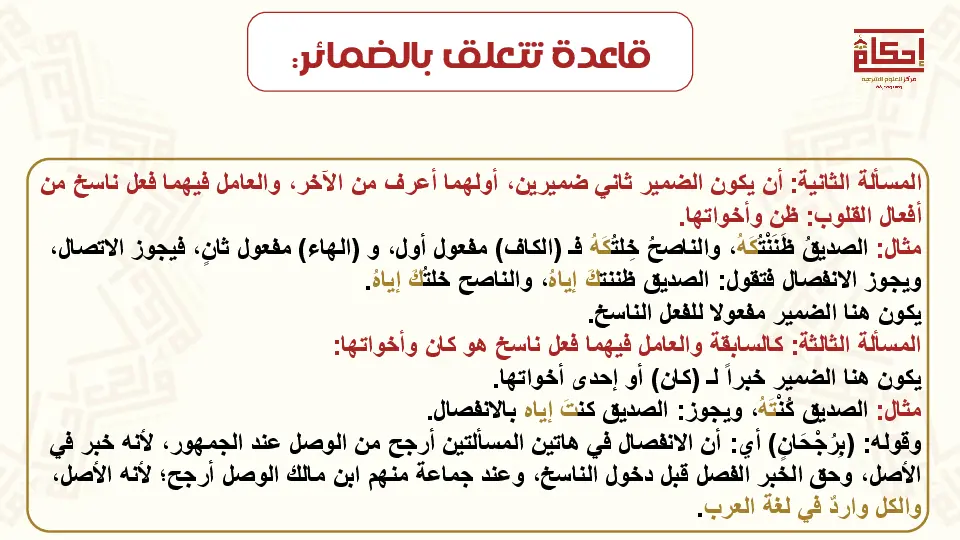 قاعدة تتعلق بالضمائر:
إحكام
مركز للعلوم الشرعية
المسألة الثانية: أن يكون الضمير ثاني ضميرين، أولهما أعرف من الآخر، والعامل فيهما فعل ناسخ من
أفعال القلوب: ظن وأخواتها.
مثال: الصديقُ ظَنَنْتُكَهُ، والناصحُ خِلتُكَهُ فـ (الكاف) مفعول أول، و (الهاء) مفعول ثانٍ، فيجوز الاتصال،
ويجوز الانفصال فتقول: الصديق ظننتكَ إياهُ، والناصح خلتُكَ إياهُ.
يكون هنا الضمير مفعولا للفعل الناسخ.
المسألة الثالثة: كالسابقة والعامل فيهما فعل ناسخ هو كان وأخواتها:
يكون هنا الضمير خبراً لـ (كان) أو إحدى أخواتها.
مثال: الصديق كُنْتَهُ، ويجوز: الصديق كنتَ إياه بالانفصال.
وقوله: (بِرُجْحَانٍ) أي: أن الانفصال في هاتين المسألتين أرجح من الوصل عند الجمهور، لأنه خبر في
الأصل، وحق الخبر الفصل قبل دخول الناسخ، وعند جماعة منهم ابن مالك الوصل أرجح؛ لأنه الأصل،
والكل واردٌ في لغة العرب.